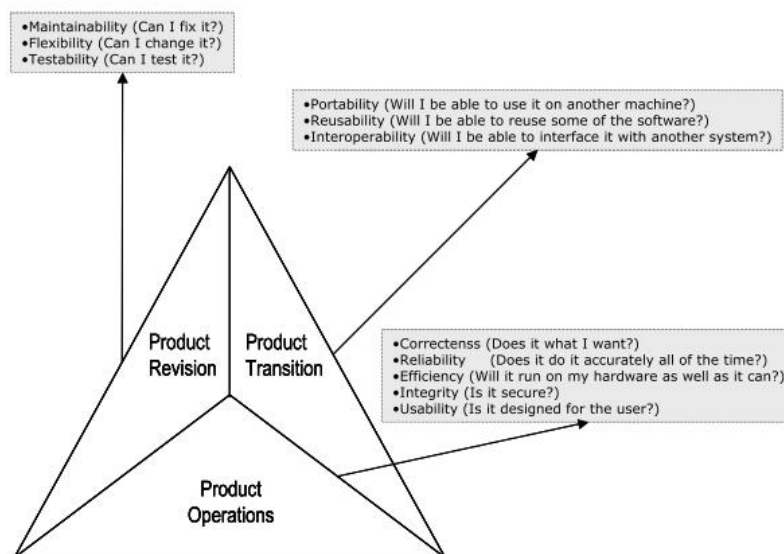 •Maintainability (Can I fix it?)
•Flexibility (Can I change it?)
•Testability (Can I test it?)
•Portability (Will I be able to use it on another machine?)
•Reusability (Will I be able to reuse some of the software?)
•Interoperability (Will I be able to interface it with another system?)
Product
Revision
Product
Transition
•Correctenss (Does it what I want?)
•Reliability (Does it do it accurately all of the time?)
•Efficiency (Will it run on my hardware as well as it can?)
•Integrity (Is it secure?)
•Usability (Is it designed for the user?)
Product
Operations